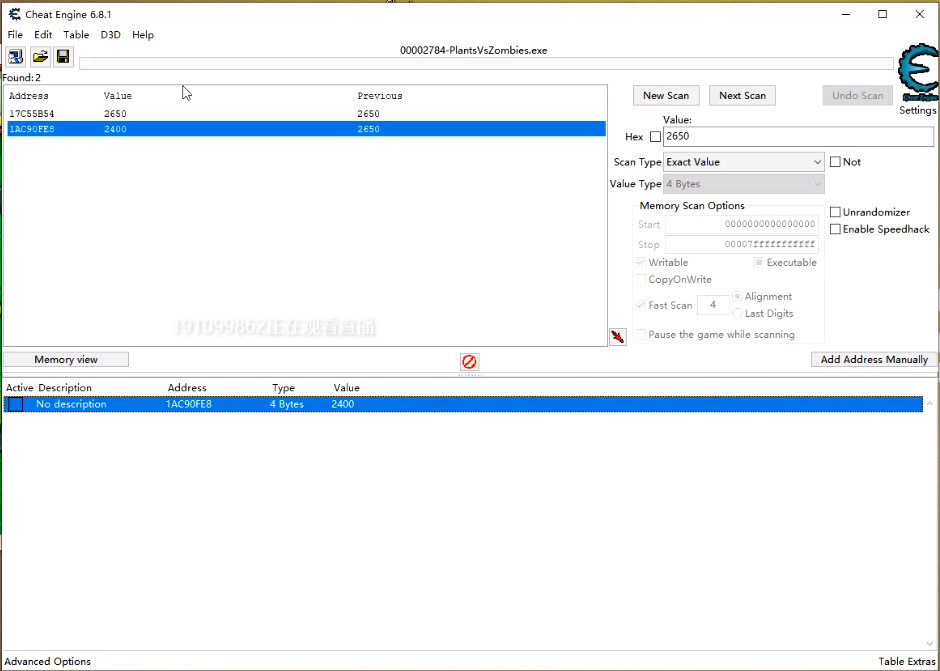 Cheat Engine 6.8.1
File Edit Table D3D Help
00002784-PlantsVsZombies.exe
Found: 2
Address Value Previous
17C55B54 2650 2650
1AC90FE8 2400 2650
New Scan Next Scan Undo Scan
Cheat Engine
Settings
Value:
Hex 2650
Scan Type Exact Value Not
Value Type 4 Bytes
Memory Scan Options
Start 0000000000000000
Stop 00007fffffffffff
Unrandomizer
Enable Speedhack
Writable Executable
CopyOnWrite
Fast Scan 4 Alignment
Last Digits
Pause the game while scanning
191099862正在观看直播
Memory view Add Address Manually
Active Description Address Type Value
No description 1AC90FE8 4 Bytes 2400
Advanced Options Table Extras